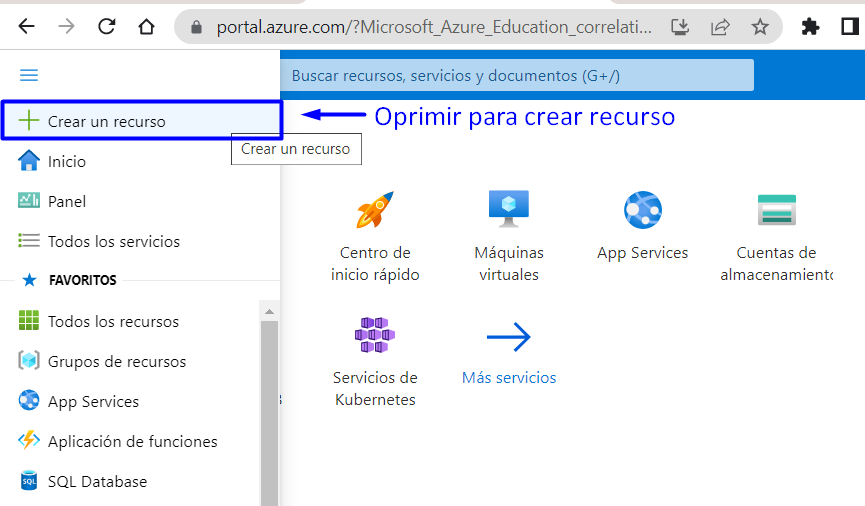 portal.azure.com/?Microsoft_Azure_Education_correlati...
Buscar recursos, servicios y documentos (G+/)
Crear un recurso
Oprimir para crear recurso
Crear un recurso
Inicio
Panel
Todos los servicios
FAVORITOS
Todos los recursos
Grupos de recursos
App Services
Aplicación de funciones
SQL Database
Centro de
inicio rápido
Máquinas
virtuales
App Services
Cuentas de
almacenamiento
Servicios de
Kubernetes
Más servicios